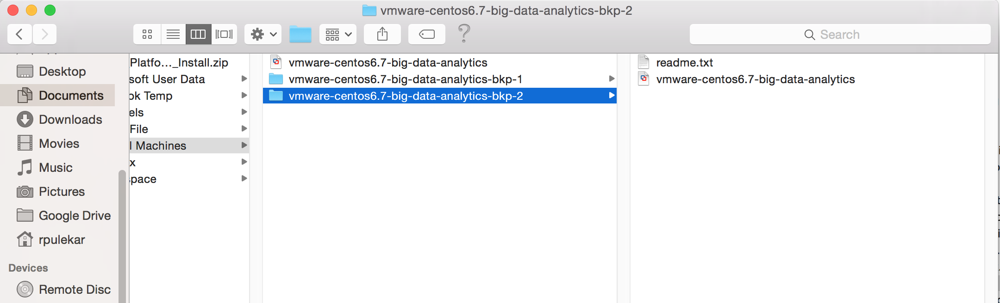 vmware-centos6.7-big-data-analytics-bkp-2
Search
Desktop
Documents
Downloads
Movies
Music
Pictures
Google Drive
rpulekar
Devices
Remote Disc
Platfo..._Install.zip
soft User Data
ok Temp
els
File
l Machines
x
space
vmware-centos6.7-big-data-analytics
vmware-centos6.7-big-data-analytics-bkp-1
vmware-centos6.7-big-data-analytics-bkp-2
readme.txt
vmware-centos6.7-big-data-analytics